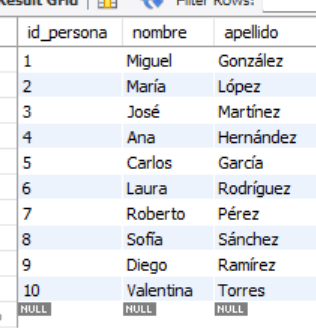 Result Grid Filter Rows:
id_persona nombre apellido
1 Miguel González
2 María López
3 José Martínez
4 Ana Hernández
5 Carlos García
6 Laura Rodríguez
7 Roberto Pérez
8 Sofía Sánchez
9 Diego Ramírez
10 Valentina Torres
NULL NULL NULL